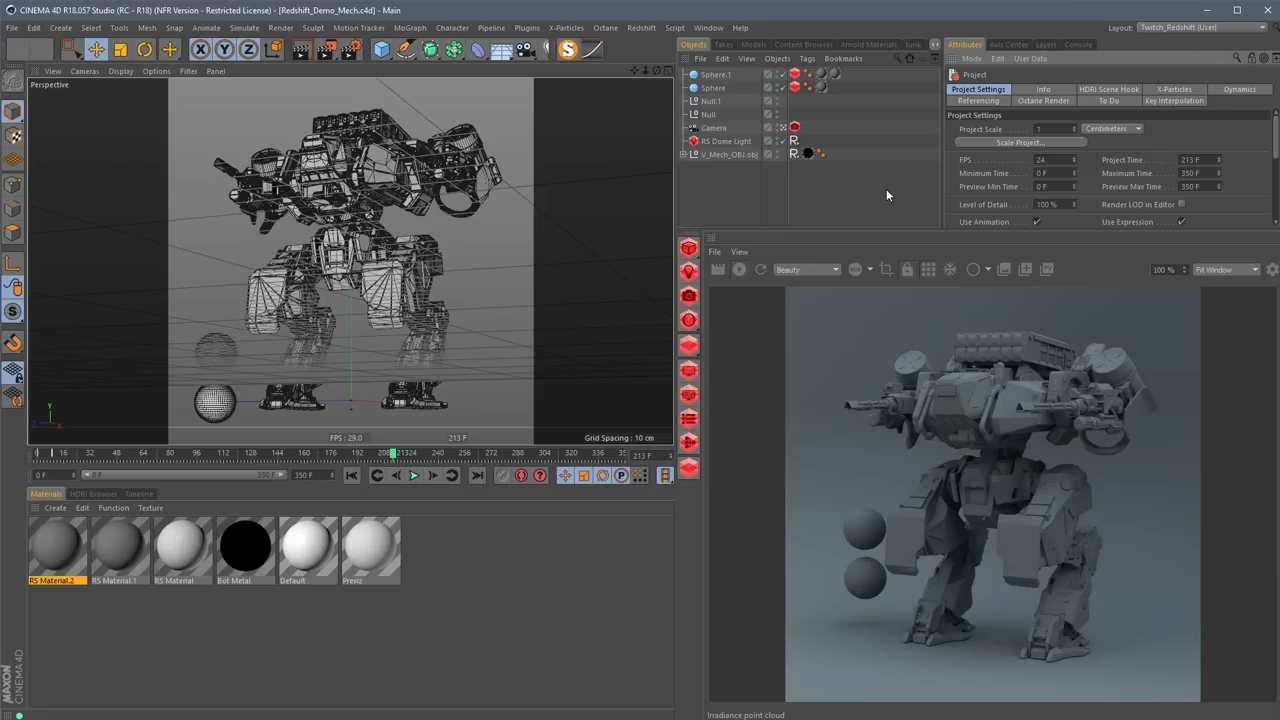 CINEMA 4D R18.057 Studio (RC - R18) (NFR Version - Restricted License) - [Redshift_Demo_Mech.c4d] - Main
File Edit Create Select Tools Mesh Snap Animate Simulate Render Sculpt Motion Tracker MoGraph Character Pipeline Plugins X-Particles Octane Redshift Script Window Help Layout: Twitch_Redshift (User)
Objects Takes Models Content Browser Arnold Materials Junk
Attributes Axis Center Layers Console
View Cameras Display Options Filter Panel
File Edit View Objects Tags Bookmarks
Mode Edit User Data
Perspective
Sphere.1
Sphere
Null.1
Null
Camera
RS Dome Light
V_Mech_OBJ.obj
Project
Project Settings Info HDRI Scene Hook X-Particles Dynamics
Referencing Octane Render To Do Key Interpolation
Project Settings
Project Scale 1 Centimeters
Scale Project...
FPS 24 Project Time 213 F
Minimum Time 0 F Maximum Time 350 F
Preview Min Time 0 F Preview Max Time 350 F
Level of Detail 100 % Render LOD in Editor
Use Animation Use Expression
File View
Beauty 100 % Fit Window
Y
Z X
FPS : 29.0 213 F Grid Spacing : 10 cm
0 16 32 48 64 80 96 112 128 144 160 176 192 208 21324 240 256 272 288 304 320 336 35 213 F
0 F 0 F 350 F 350 F
Materials HDRI Browser Timeline
Create Edit Function Texture
RS Material.2 RS Material.1 RS Material Bot Metal Default Previz
MAXON
CINEMA 4D
Irradiance point cloud